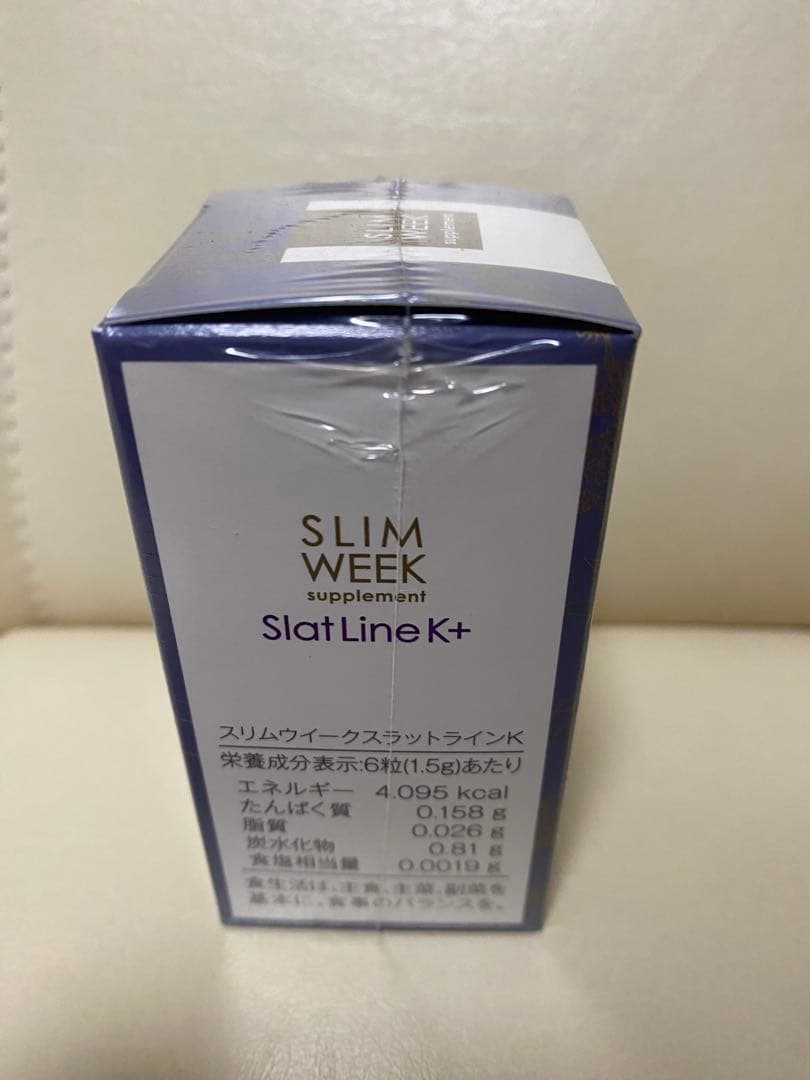 SLIM
WEEK
supplement
SLIM
WEEK
supplement
Slat Line K+
スリムウイークスラットラインK
栄養成分表示:6粒(1.5g)あたり
エネルギー 4.095 kcal
たんぱく質 0.158 g
脂質 0.026 g
炭水化物 0.81 g
食塩相当量 0.0019 g
食生活は、主食、主菜、副菜を
基本に、食事のバランスを。